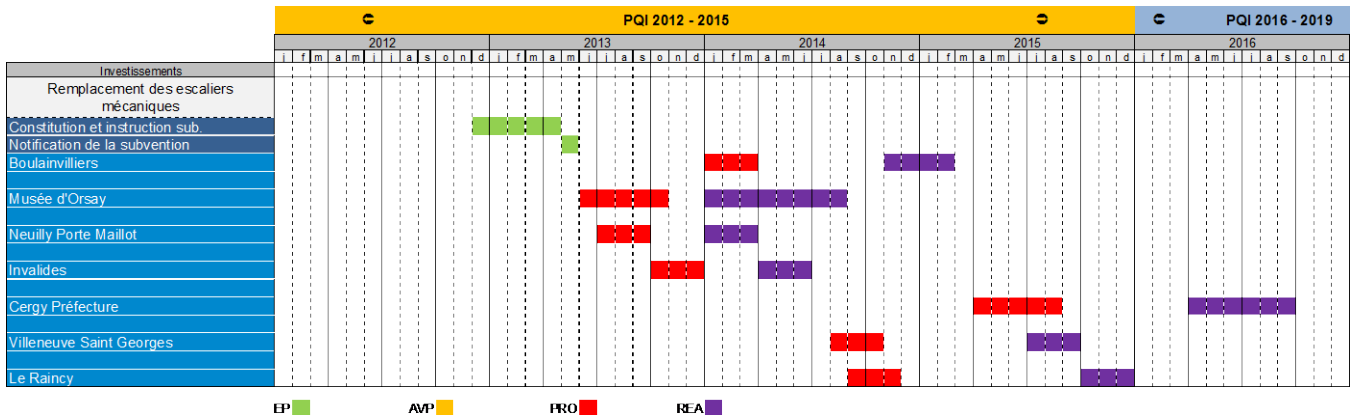 PQI 2012 - 2015 PQI 2016 - 2019
2012 2013 2014 2015 2016
j f m a m j j a s o n d j f m a m j j a s o n d j f m a m j j a s o n d j f m a m j j a s o n d j f m a m j j a s o n d
Investissements
Remplacement des escaliers
mécaniques
Constitution et instruction sub.
Notification de la subvention
Boulainvilliers
Musée d'Orsay
Neuilly Porte Maillot
Invalides
Cergy Préfecture
Villeneuve Saint Georges
Le Raincy
EP AVP PRO REA